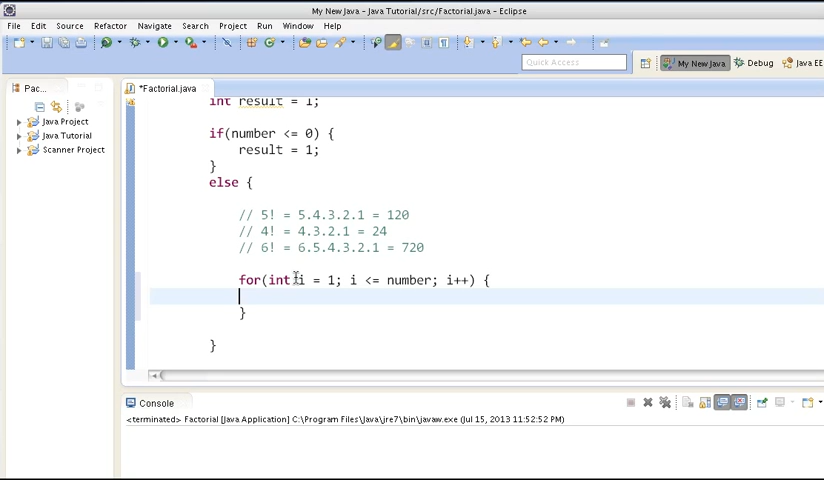 My New Java - Java Tutorial/src/Factorial.java - Eclipse
File Edit Source Refactor Navigate Search Project Run Window Help
Quick Access My New Java Debug Java EE
Pac... *Factorial.java
Java Project
Java Tutorial
Scanner Project
int result = 1;
if(number <= 0) {
result = 1;
}
else {
// 5! = 5.4.3.2.1 = 120
// 4! = 4.3.2.1 = 24
// 6! = 6.5.4.3.2.1 = 720
for(int i = 1; i <= number; i++) {
}
}
Console
<terminated> Factorial [Java Application] C:\Program Files\Java\jre7\bin\javaw.exe (Jul 15, 2013 11:52:52 PM)